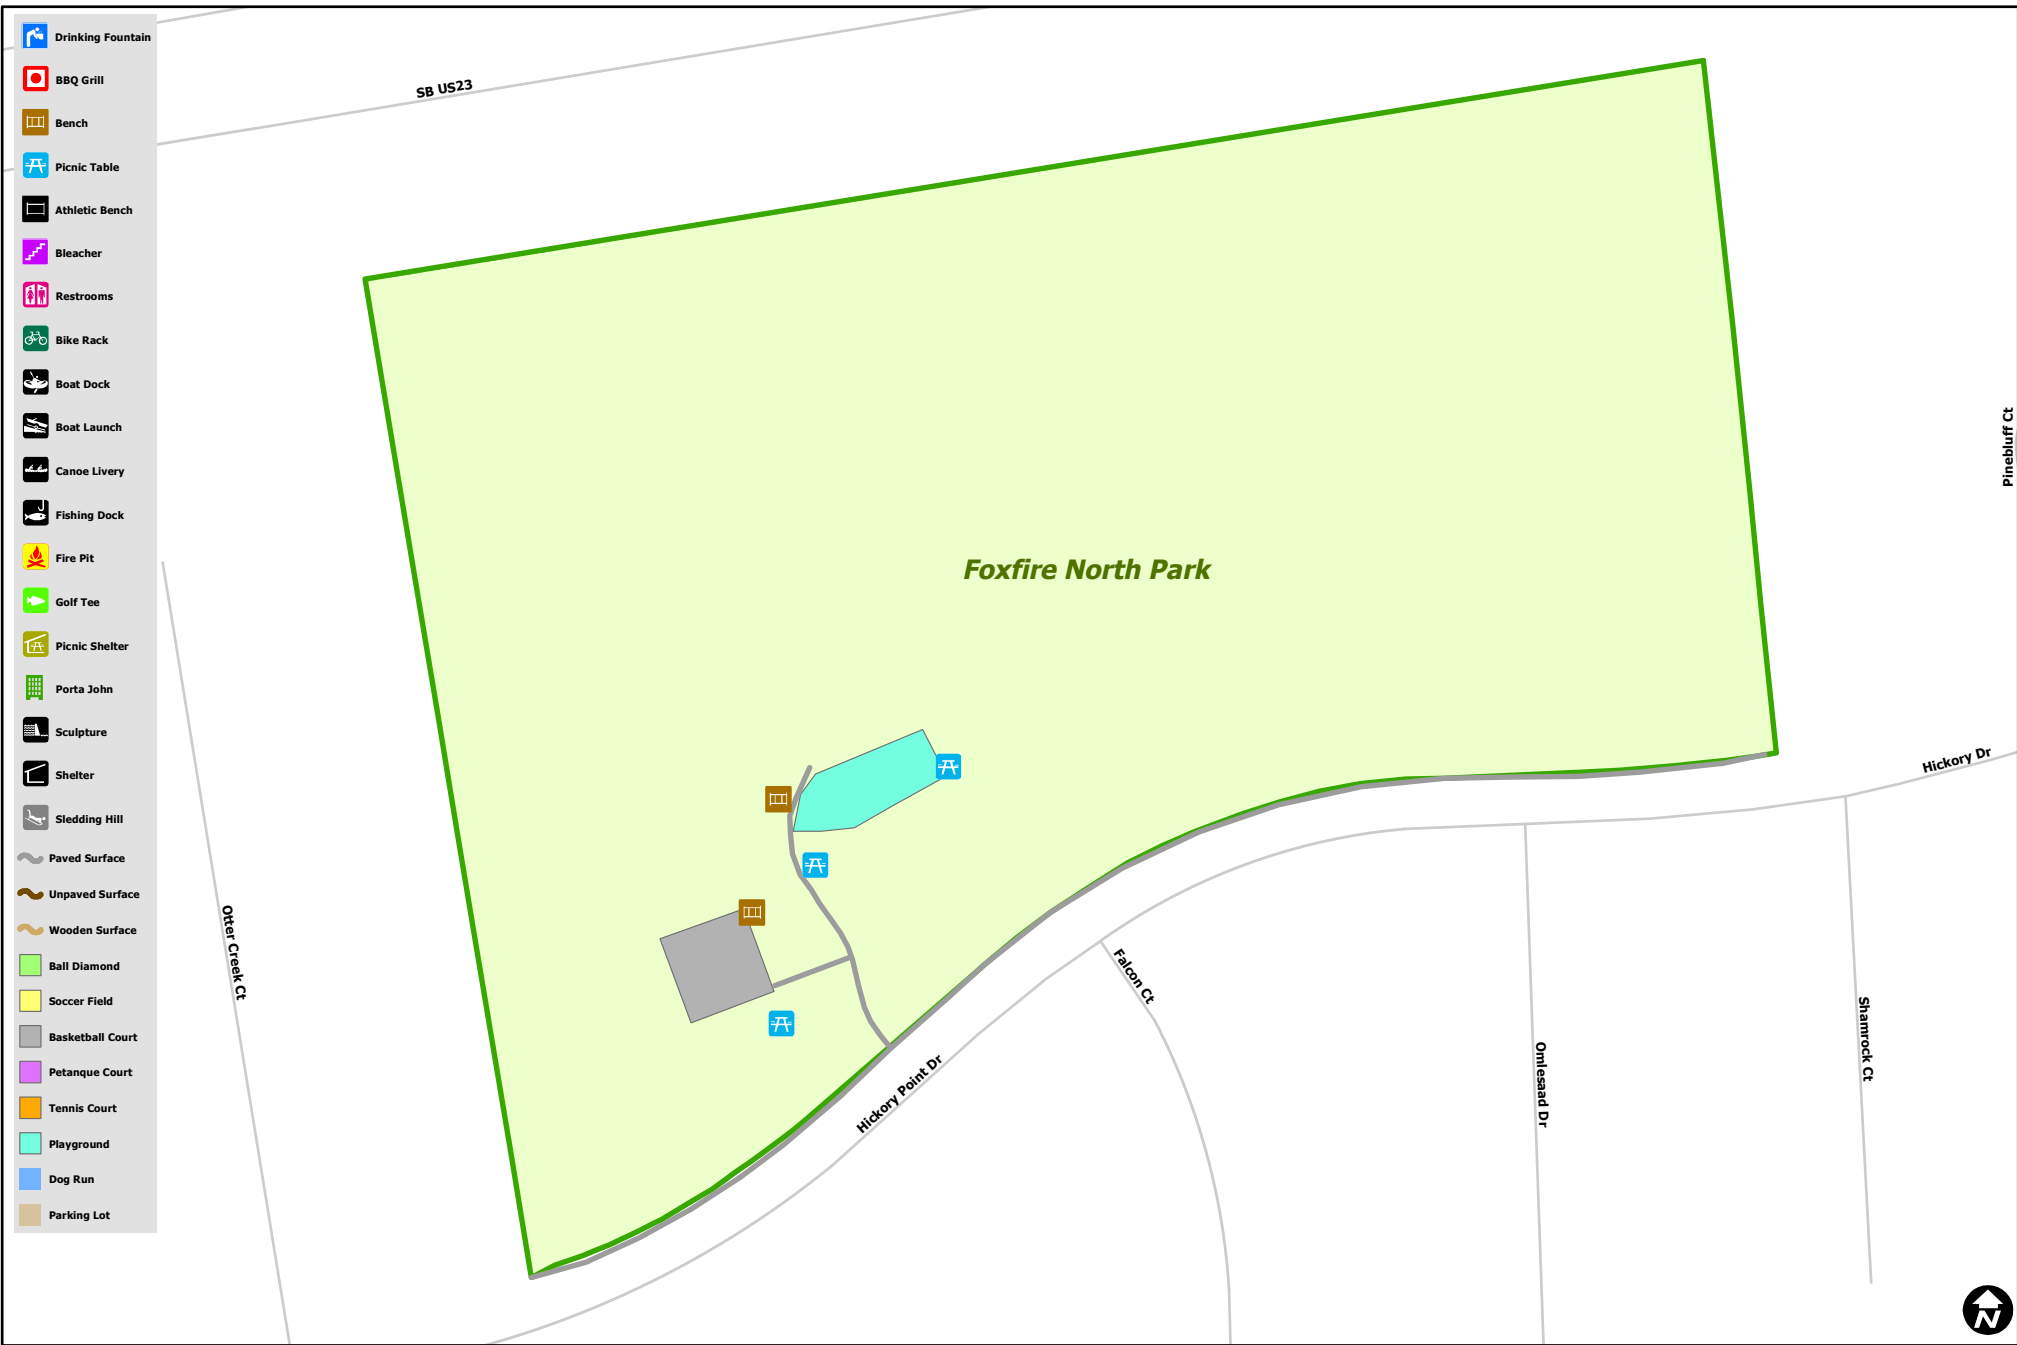 Drinking Fountain
BBQ Grill
Bench
Picnic Table
Athletic Bench
Bleacher
Restrooms
Bike Rack
Boat Dock
Boat Launch
Canoe Livery
Fishing Dock
Fire Pit
Golf Tee
Picnic Shelter
Porta John
Sculpture
Shelter
Sledding Hill
Paved Surface
Unpaved Surface
Wooden Surface
Ball Diamond
Soccer Field
Basketball Court
Petanque Court
Tennis Court
Playground
Dog Run
Parking Lot
SB US23
Pinebluff Ct
Foxfire North Park
Hickory Dr
Otter Creek Ct
Falcon Ct
Hickory Point Dr
Omlesaad Dr
Shamrock Ct
N